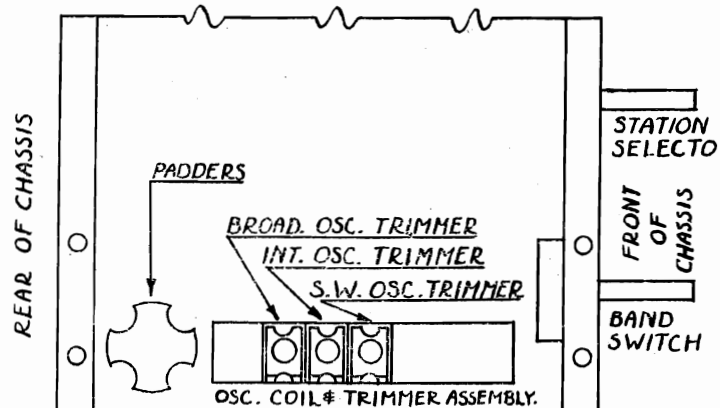 REAR OF CHASSIS
PADDERS
BROAD. OSC. TRIMMER
INT. OSC. TRIMMER
S.W. OSC. TRIMMER
OSC. COIL & TRIMMER ASSEMBLY.
STATION
SELECTO
FRONT
OF
CHASSIS
BAND
SWITCH